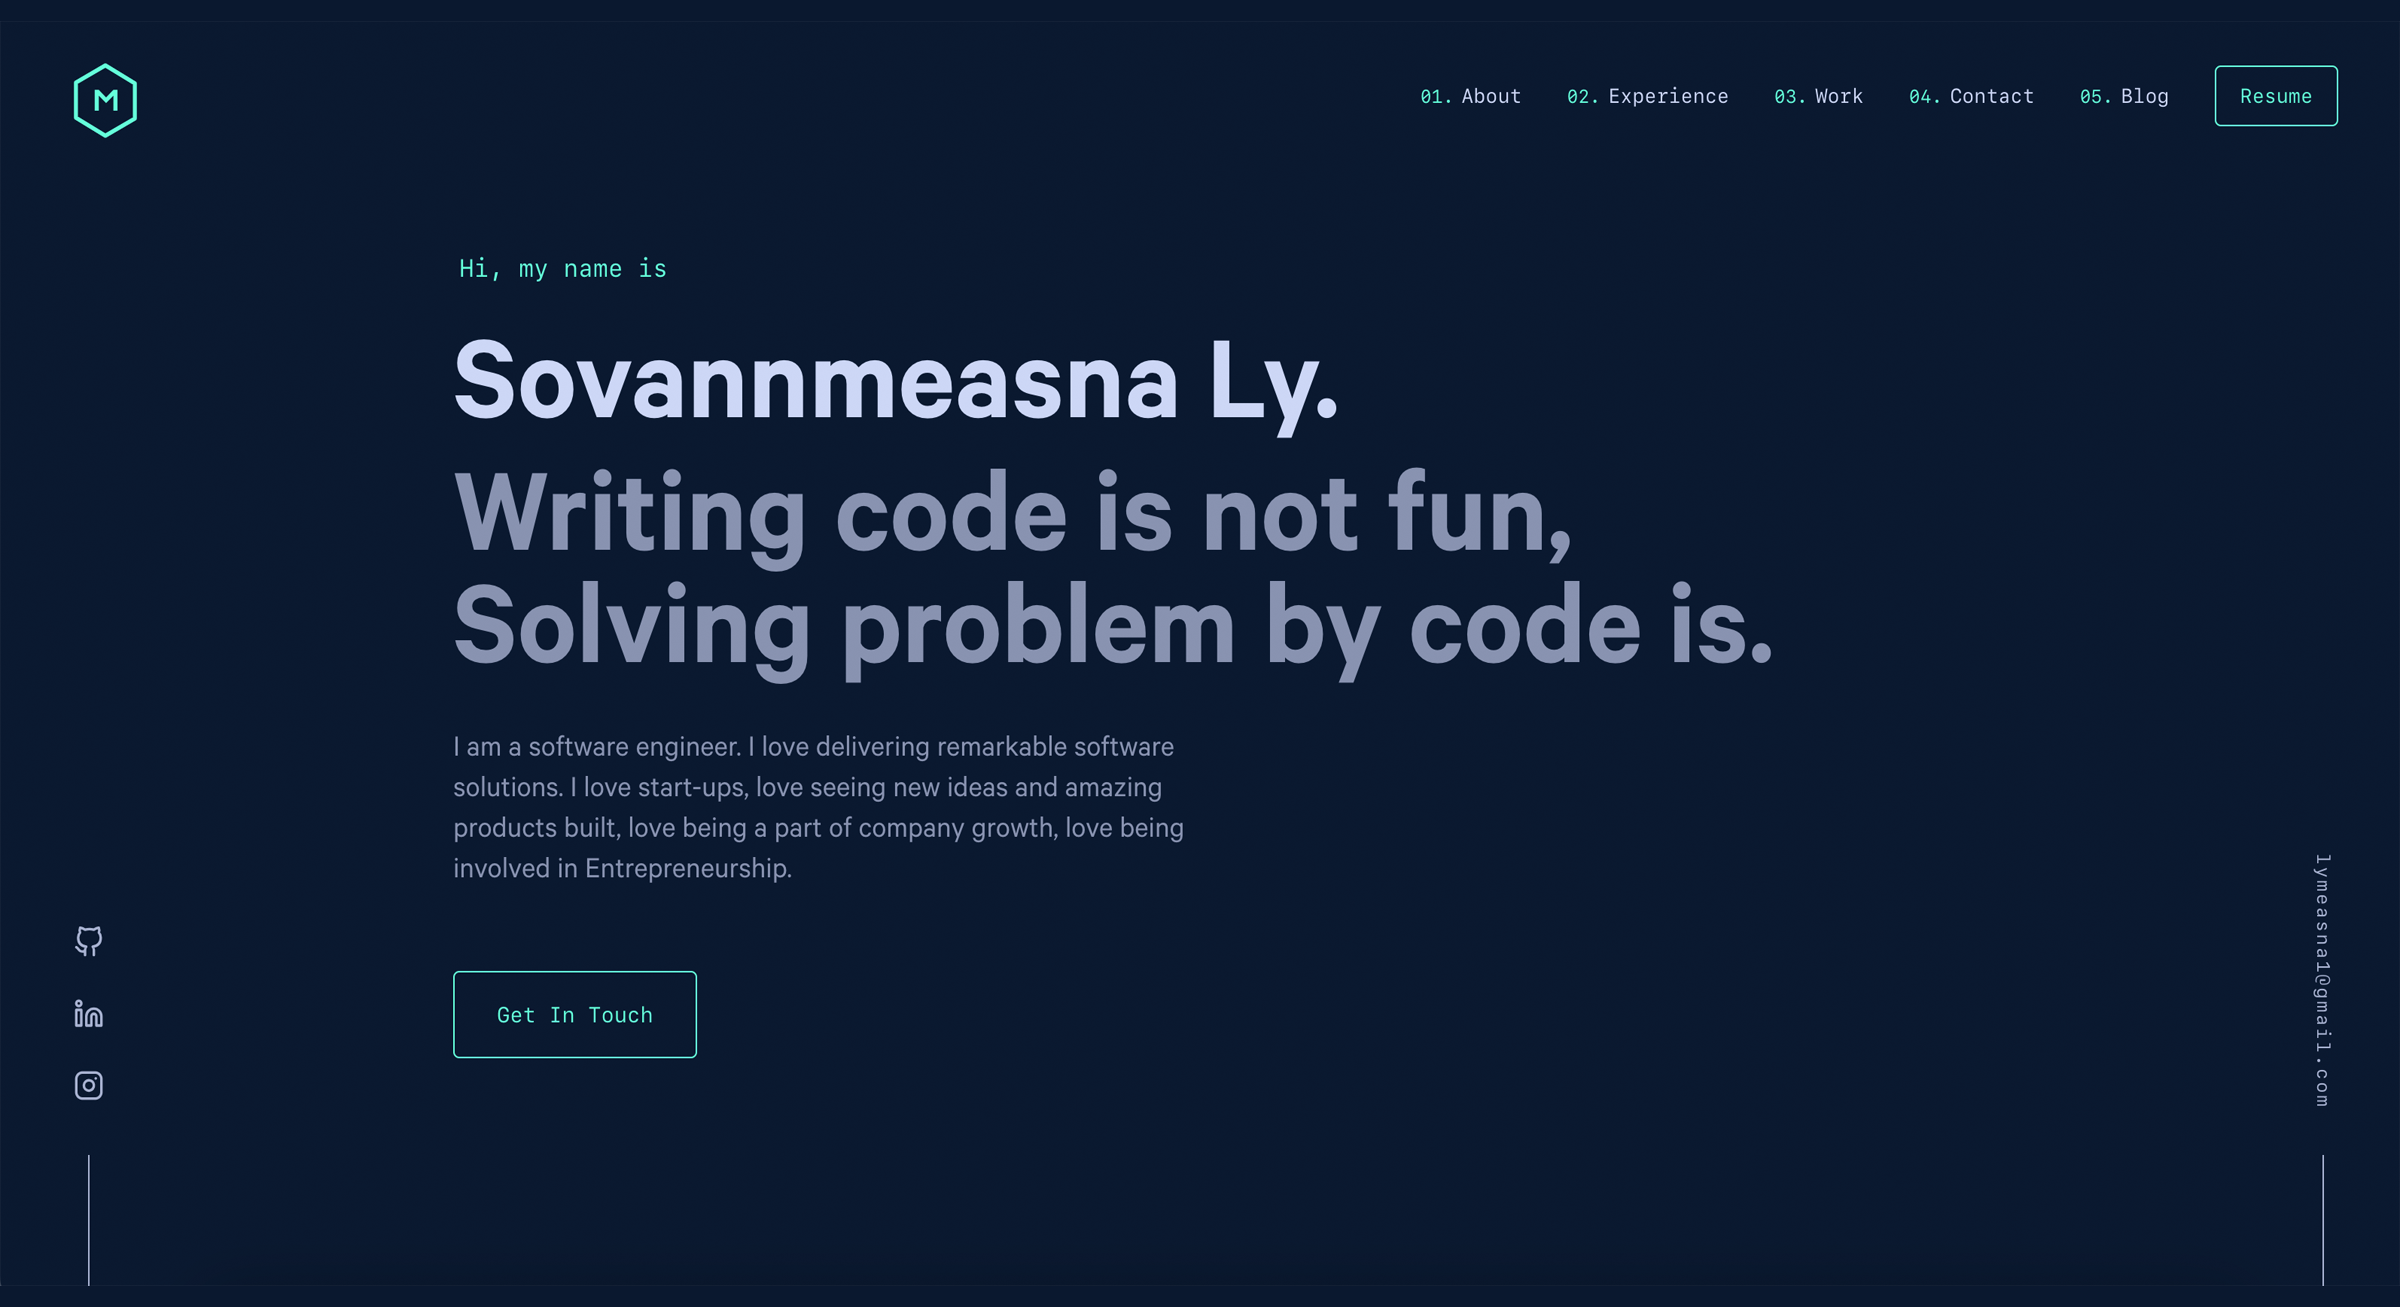 M
01. About 02. Experience 03. Work 04. Contact 05. Blog Resume
Hi, my name is
Sovannmeasna Ly.
Writing code is not fun,
Solving problem by code is.
I am a software engineer. I love delivering remarkable software
solutions. I love start-ups, love seeing new ideas and amazing
products built, love being a part of company growth, love being
involved in Entrepreneurship.
Get In Touch
lymeasna1@gmail.com